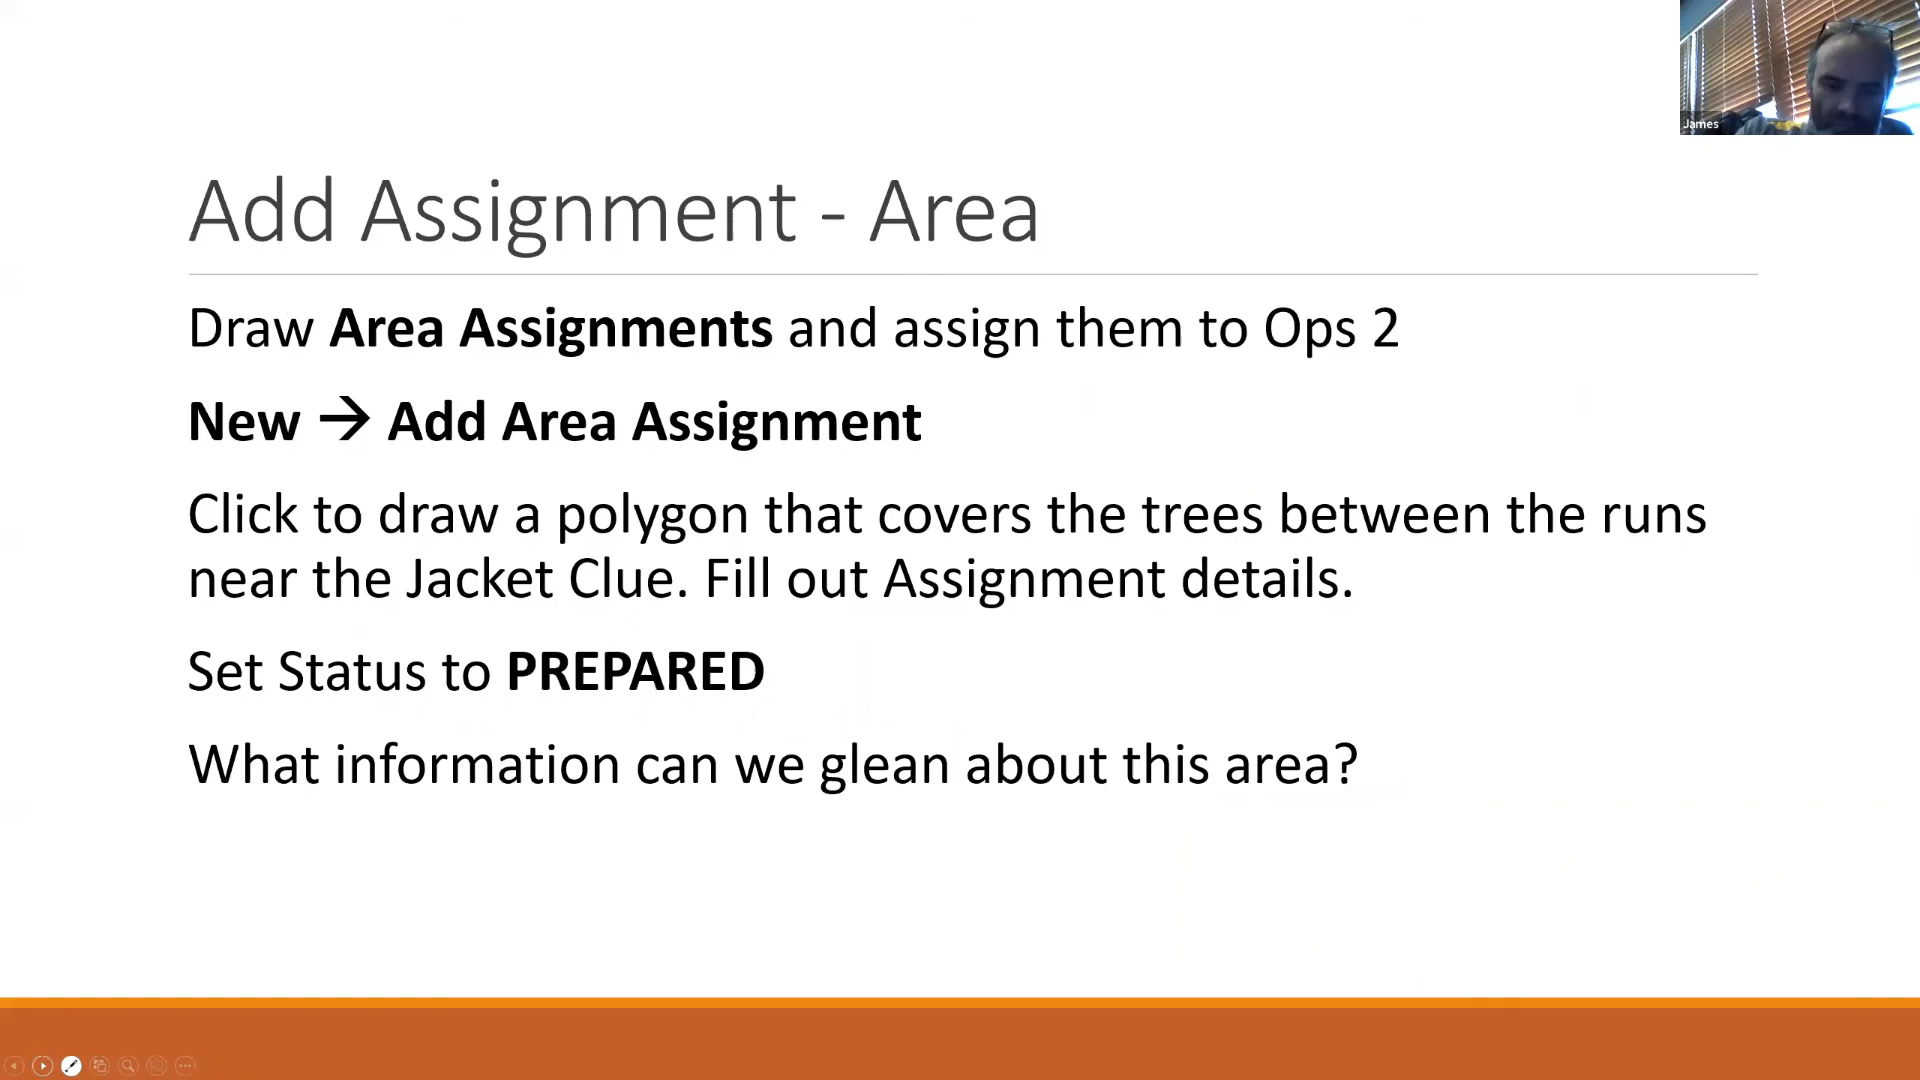 James
Add Assignment - Area
Draw Area Assignments and assign them to Ops 2
New → Add Area Assignment
Click to draw a polygon that covers the trees between the runs
near the Jacket Clue. Fill out Assignment details.
Set Status to PREPARED
What information can we glean about this area?